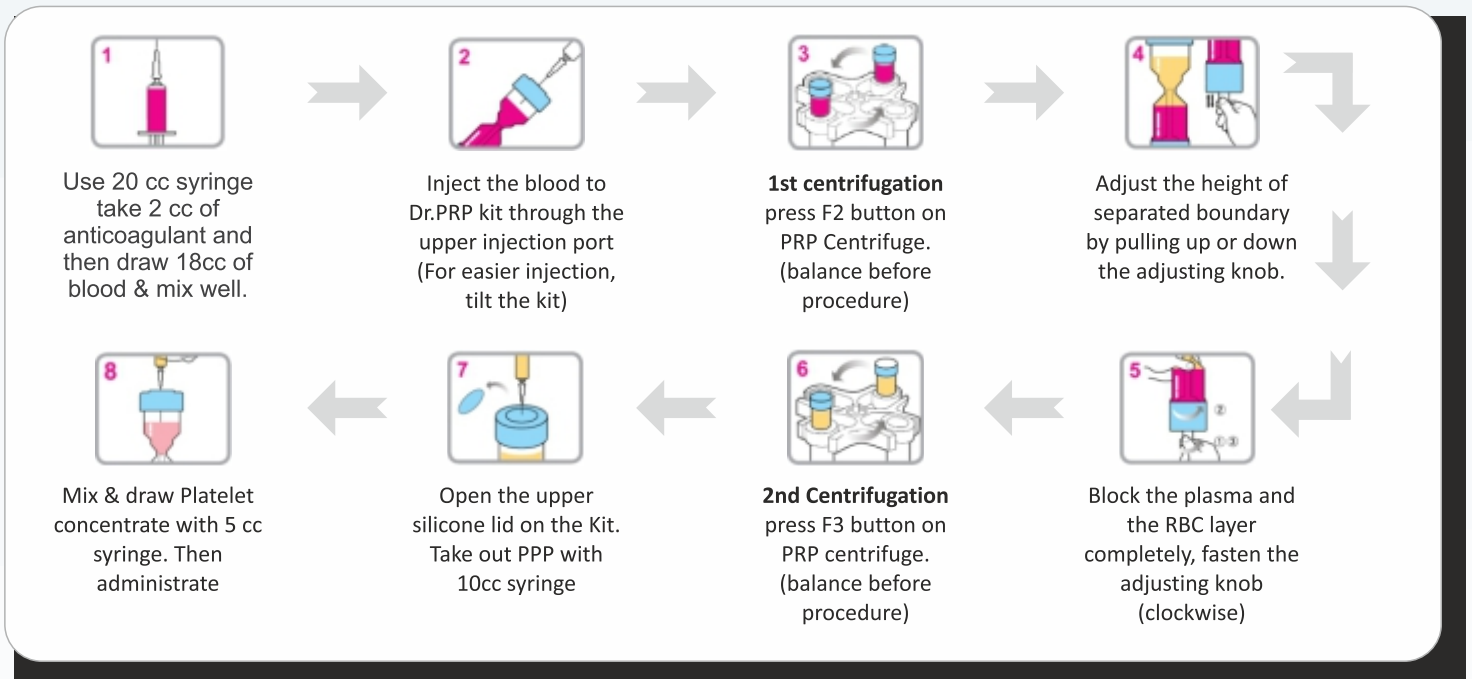 1
Use 20 cc syringe
take 2 cc of
anticoagulant and
then draw 18cc of
blood & mix well.
2
Inject the blood to
Dr.PRP kit through the
upper injection port
(For easier injection,
tilt the kit)
3
1st centrifugation
press F2 button on
PRP Centrifuge.
(balance before
procedure)
4
Adjust the height of
separated boundary
by pulling up or down
the adjusting knob.
5
②
①③
Block the plasma and
the RBC layer
completely, fasten the
adjusting knob
(clockwise)
6
2nd Centrifugation
press F3 button on
PRP centrifuge.
(balance before
procedure)
7
Open the upper
silicone lid on the Kit.
Take out PPP with
10cc syringe
8
Mix & draw Platelet
concentrate with 5 cc
syringe. Then
administrate